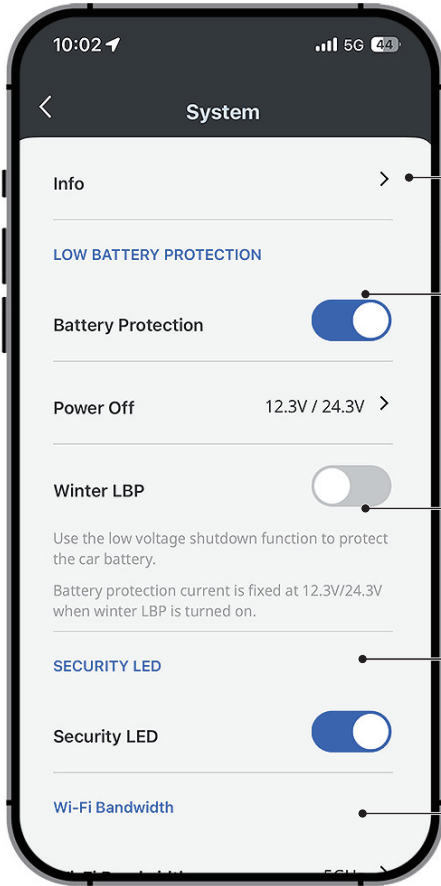 10:02 5G 44
System
Info
LOW BATTERY PROTECTION
Battery Protection
Power Off 12.3V / 24.3V
Winter LBP
Use the low voltage shutdown function to protect
the car battery.
Battery protection current is fixed at 12.3V/24.3V
when winter LBP is turned on.
SECURITY LED
Security LED
Wi-Fi Bandwidth